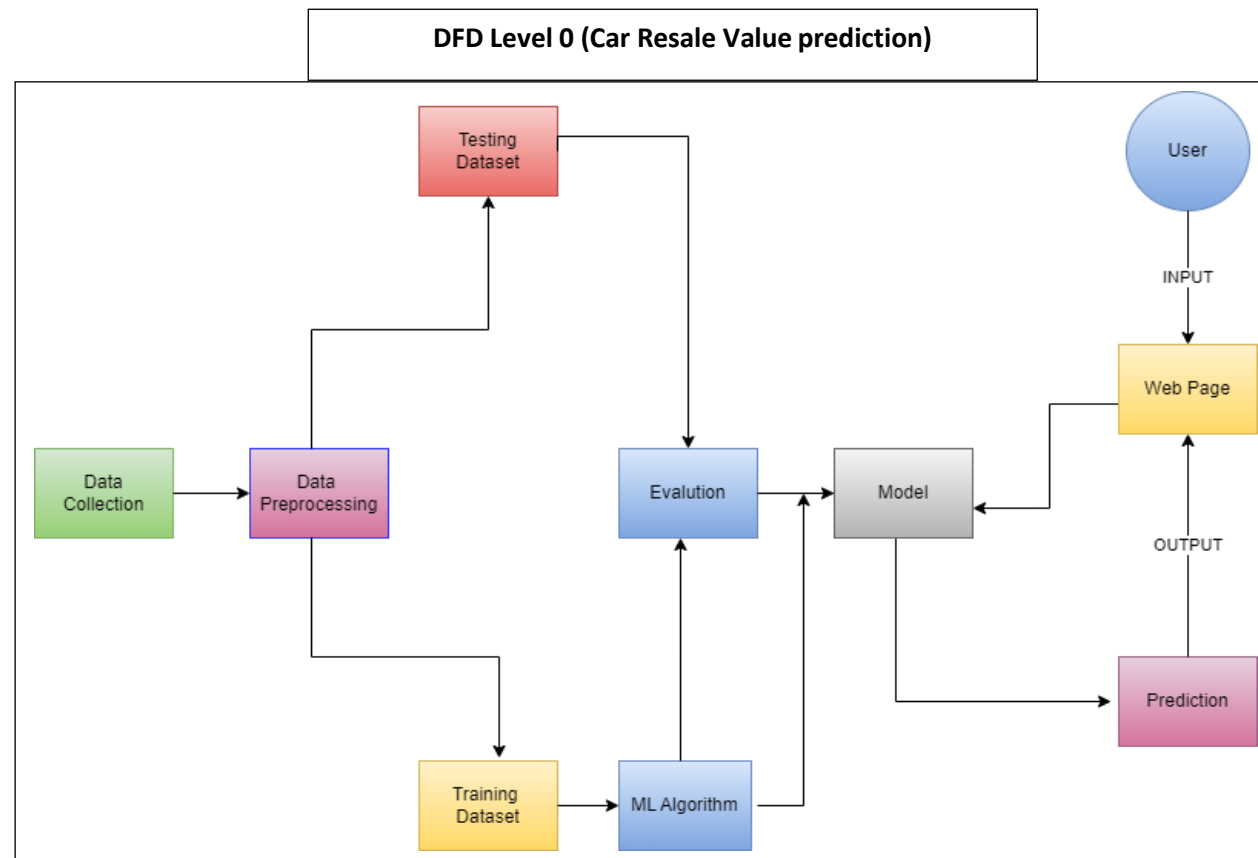 DFD Level 0 (Car Resale Value prediction)
Testing
Dataset
User
INPUT
Web Page
Data
Collection
Data
Preprocessing
Evalution
Model
OUTPUT
Prediction
Training
Dataset
ML Algorithm